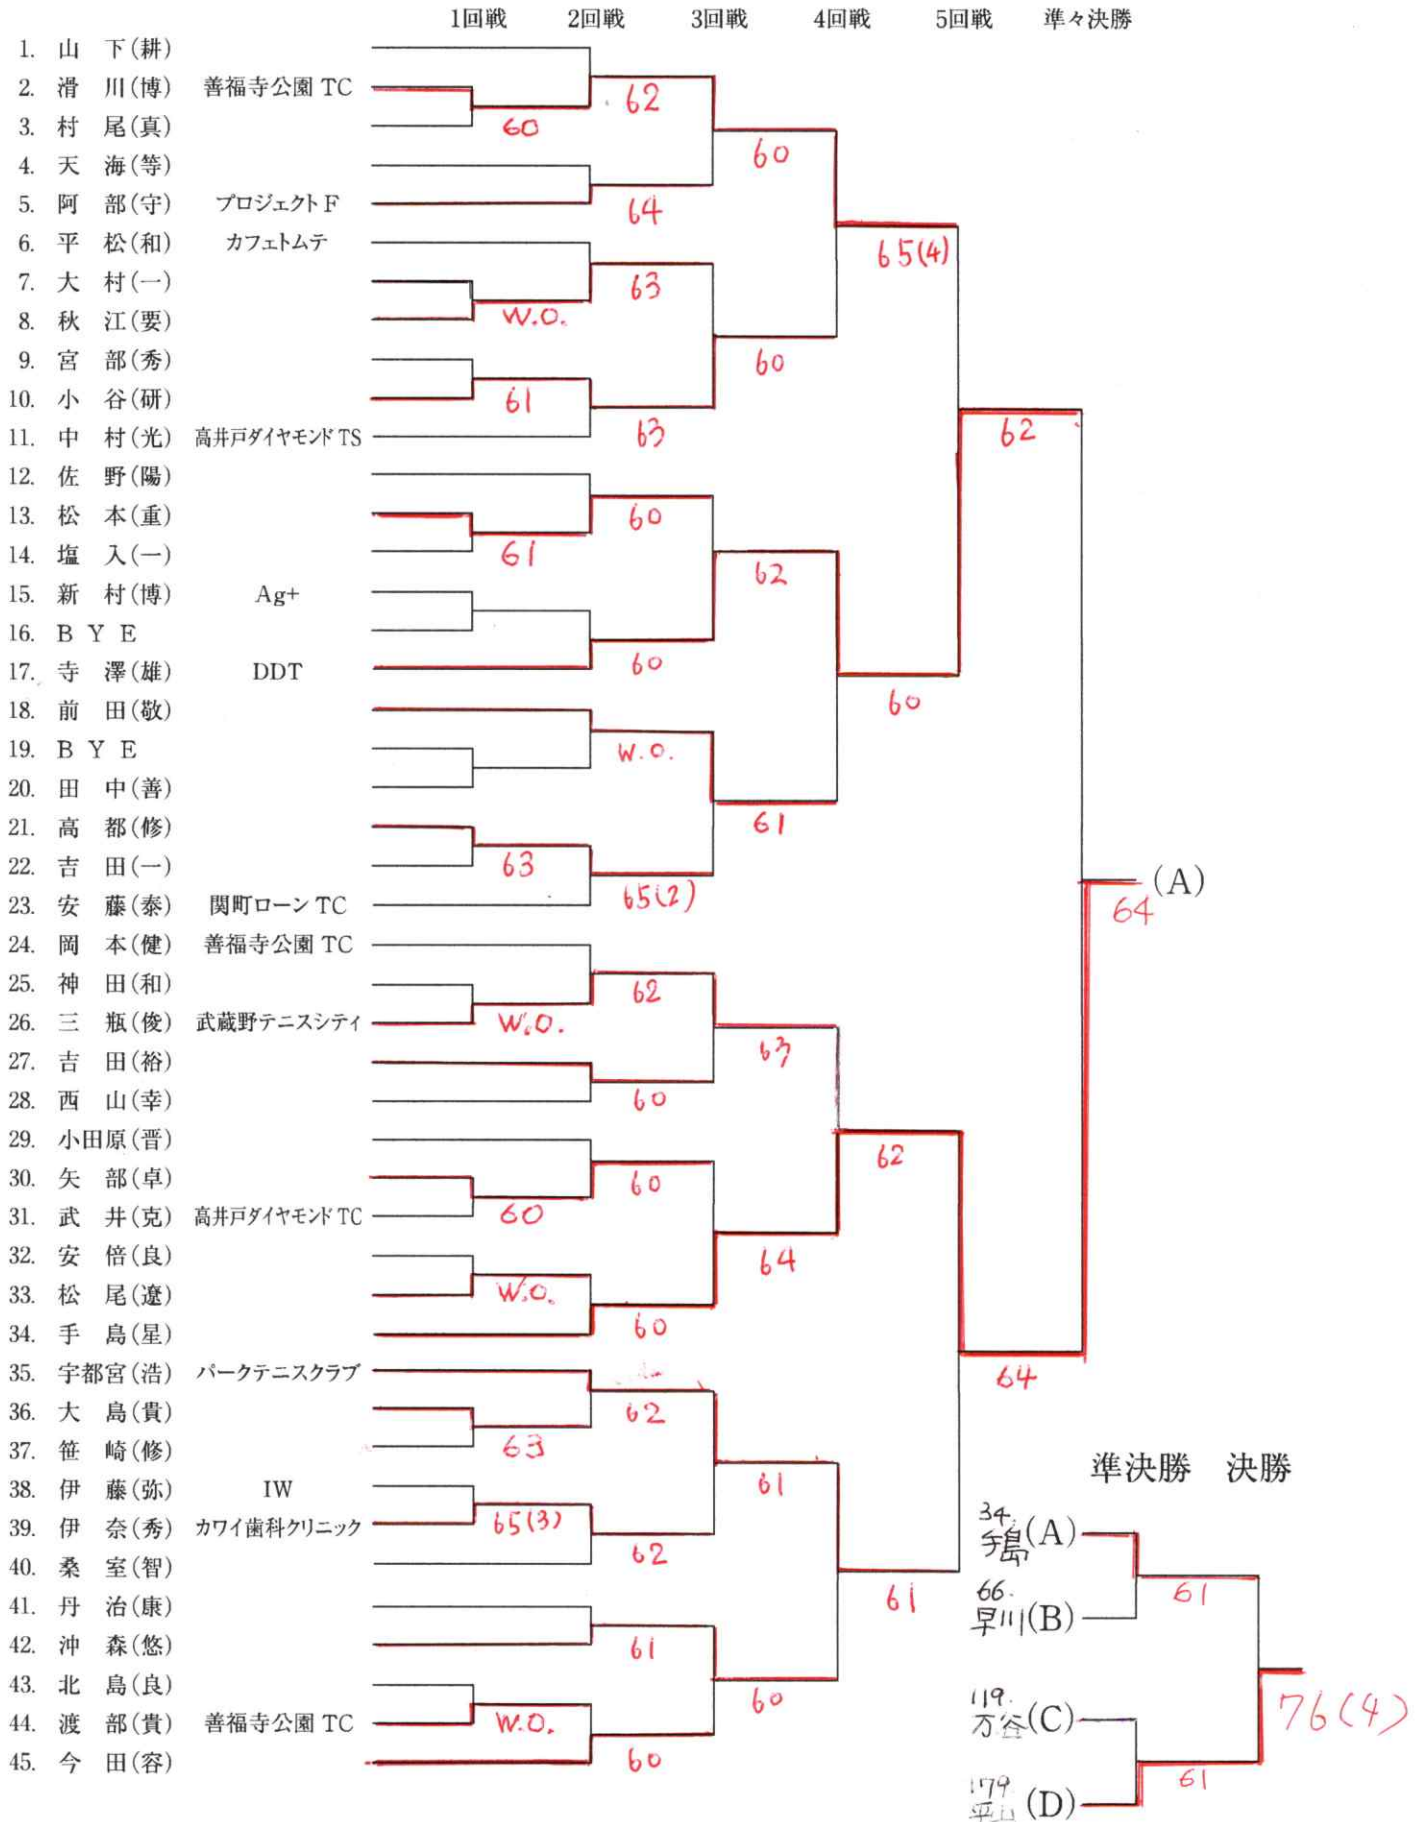 1回戦 2回戦 3回戦 4回戦 5回戦 準々決勝
1. 山 下(耕)
2. 滑 川(博) 善福寺公園 TC
62
3. 村 尾(真)
60
60
4. 天 海(等)
5. 阿 部(守) プロジェクト F
64
6. 平 松(和) カフェトムテ
65(4)
7. 大 村(一)
63
8. 秋 江(要)
W.O.
9. 宮 部(秀)
60
10. 小 谷(研)
61
11. 中 村(光) 高井戸ダイヤモンド TS
63
62
12. 佐 野(陽)
13. 松 本(重)
60
14. 塩 入(一)
61
62
15. 新 村(博) Ag+
16. B Y E
17. 寺 澤(雄) DDT
60
18. 前 田(敬)
60
19. B Y E
W.O.
20. 田 中(善)
21. 高 都(修)
61
22. 吉 田(一)
63
23. 安 藤(泰) 関町ローン TC
65(2)
(A)
64
24. 岡 本(健) 善福寺公園 TC
25. 神 田(和)
62
26. 三 瓶(俊) 武蔵野テニスシティ
W.O.
63
27. 吉 田(裕)
28. 西 山(幸)
60
29. 小田原(晋)
62
30. 矢 部(卓)
60
31. 武 井(克) 高井戸ダイヤモンド TC
60
32. 安 倍(良)
64
33. 松 尾(遼)
W.O.
34. 手 島(星)
60
35. 宇都宮(浩) パークテニスクラブ
64
36. 大 島(貴)
62
37. 笹 崎(修)
63
準決勝 決勝
38. 伊 藤(弥) IW
61
39. 伊 奈(秀) カワイ歯科クリニック
65(3)
34.
手島(A)
40. 桑 室(智)
62
41. 丹 治(康)
61
66.
早川(B)
61
42. 沖 森(悠)
61
43. 北 島(良)
60
119.
万谷(C)
76(4)
44. 渡 部(貴) 善福寺公園 TC
W.O.
45. 今 田(容)
60
61
179
平山(D)